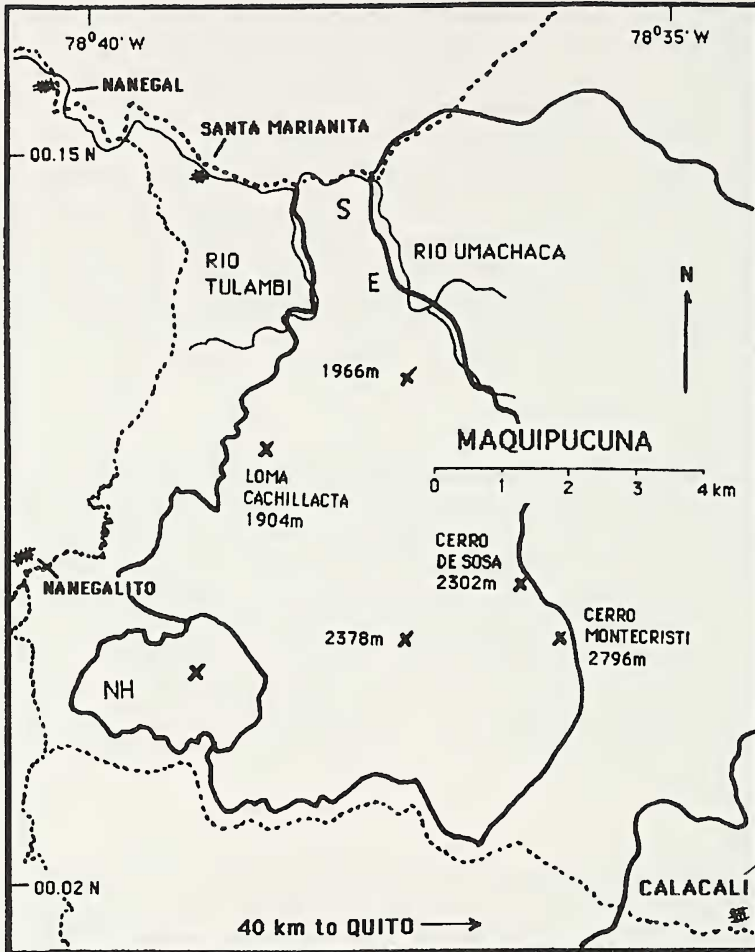 78° 40' W
78° 35' W
NANEGAL
SANTA MARIANITA
00.15 N
S
RIO
TULAMBI
RIO UMACHACA
E
N
1966m
MAQUIPUCUNA
0 1 2 3 4 km
LOMA
CACHILLACTA
1904m
CERRO
DE SOSA
2302m
NANEGALITO
2378m
CERRO
MONTECRISTI
2796m
NH
00.02 N
CALACALI
40 km to QUITO